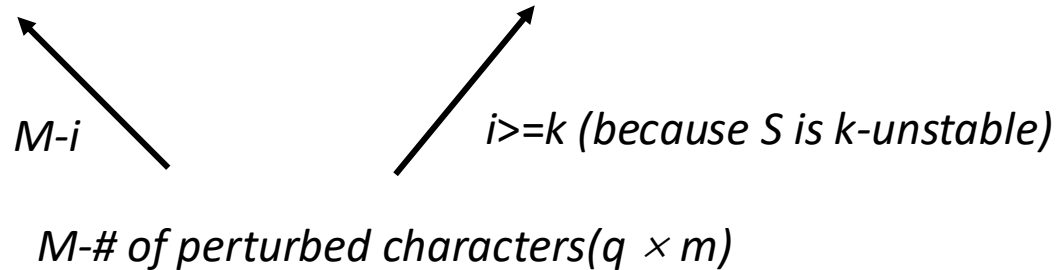 M-i
i>=k (because S is k-unstable)
M-# of perturbed characters(q × m)